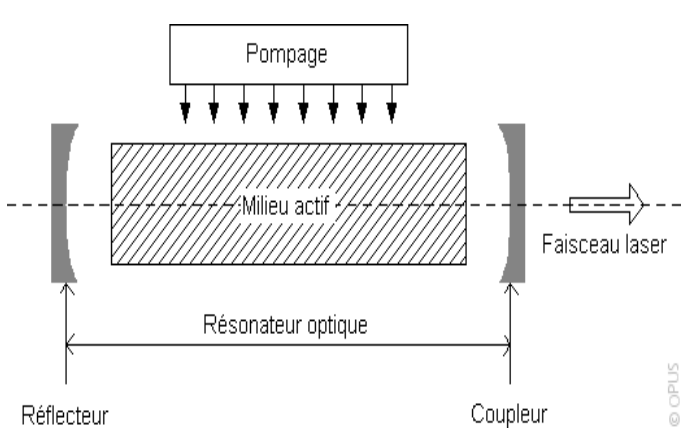 Pompage
Milieu actif
Faisceau laser
Résonateur optique
Réflecteur
Coupleur
© OPUS